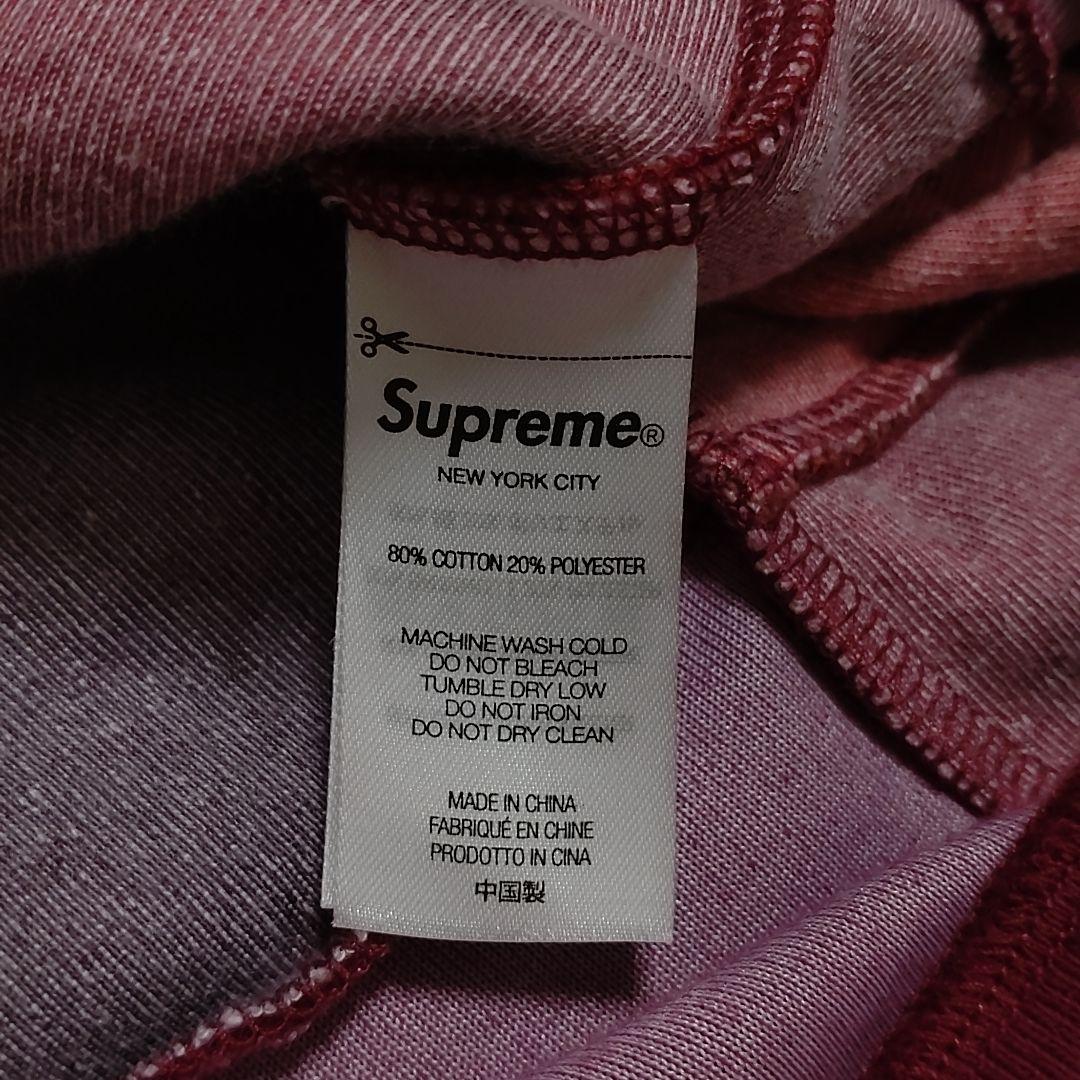 Supreme®
NEW YORK CITY
80% COTTON 20% POLYESTER
MACHINE WASH COLD
DO NOT BLEACH
TUMBLE DRY LOW
DO NOT IRON
DO NOT DRY CLEAN
MADE IN CHINA
FABRIQUÉ EN CHINE
PRODOTTO IN CINA
中国製